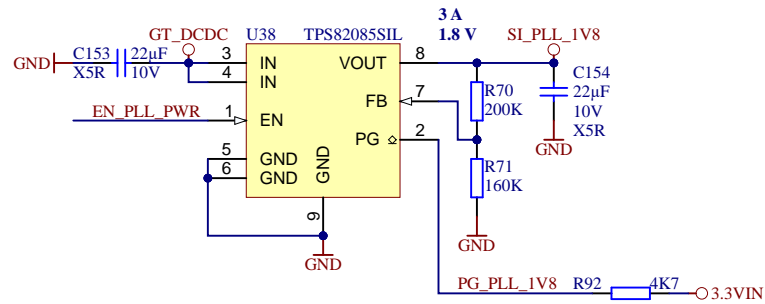 3 A
1.8 V
GT_DCDC
U38
TPS82085SIL
SI_PLL_1V8
GND
C153
22µF
X5R
10V
3
IN
4
IN
VOUT
8
FB
7
R70
200K
C154
22µF
10V
X5R
GND
EN_PLL_PWR
1
EN
PG
2
5
GND
6
GND
GND
9
R71
160K
GND
GND
PG_PLL_1V8
R92
4K7
3.3VIN